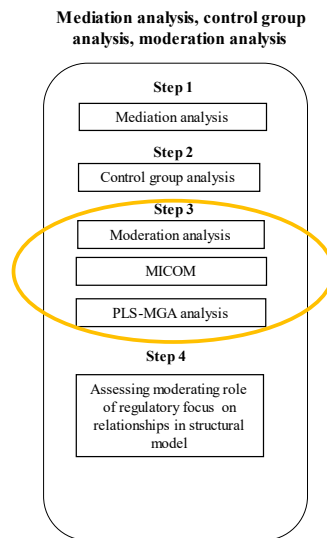 Mediation analysis, control group
analysis, moderation analysis
Step 1
Mediation analysis
Step 2
Control group analysis
Step 3
Moderation analysis
MICOM
PLS-MGA analysis
Step 4
Assessing moderating role
of regulatory focus on
relationships in structural
model